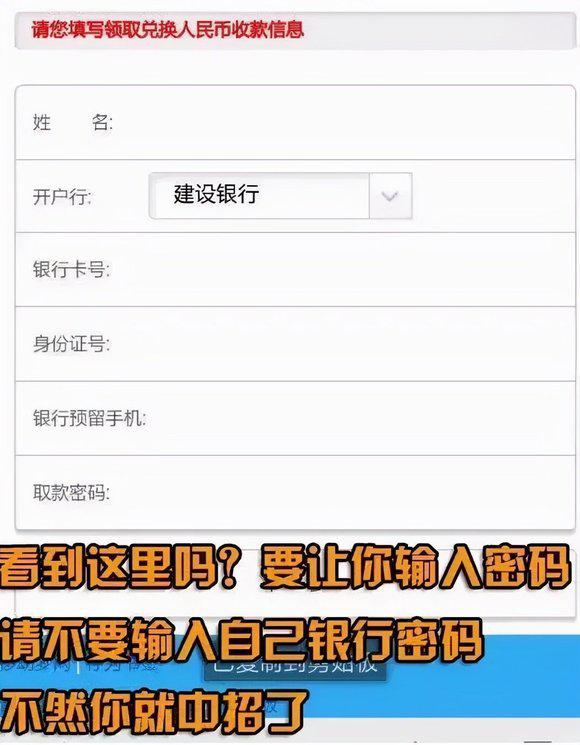 请您填写领取兑换人民币收款信息
姓 名:
开户行: 建设银行
银行卡号:
身份证号:
银行预留手机:
取款密码:
看到这里吗？要让你输入密码
请不要输入自己银行密码
已复制到剪贴板
不然你就中招了